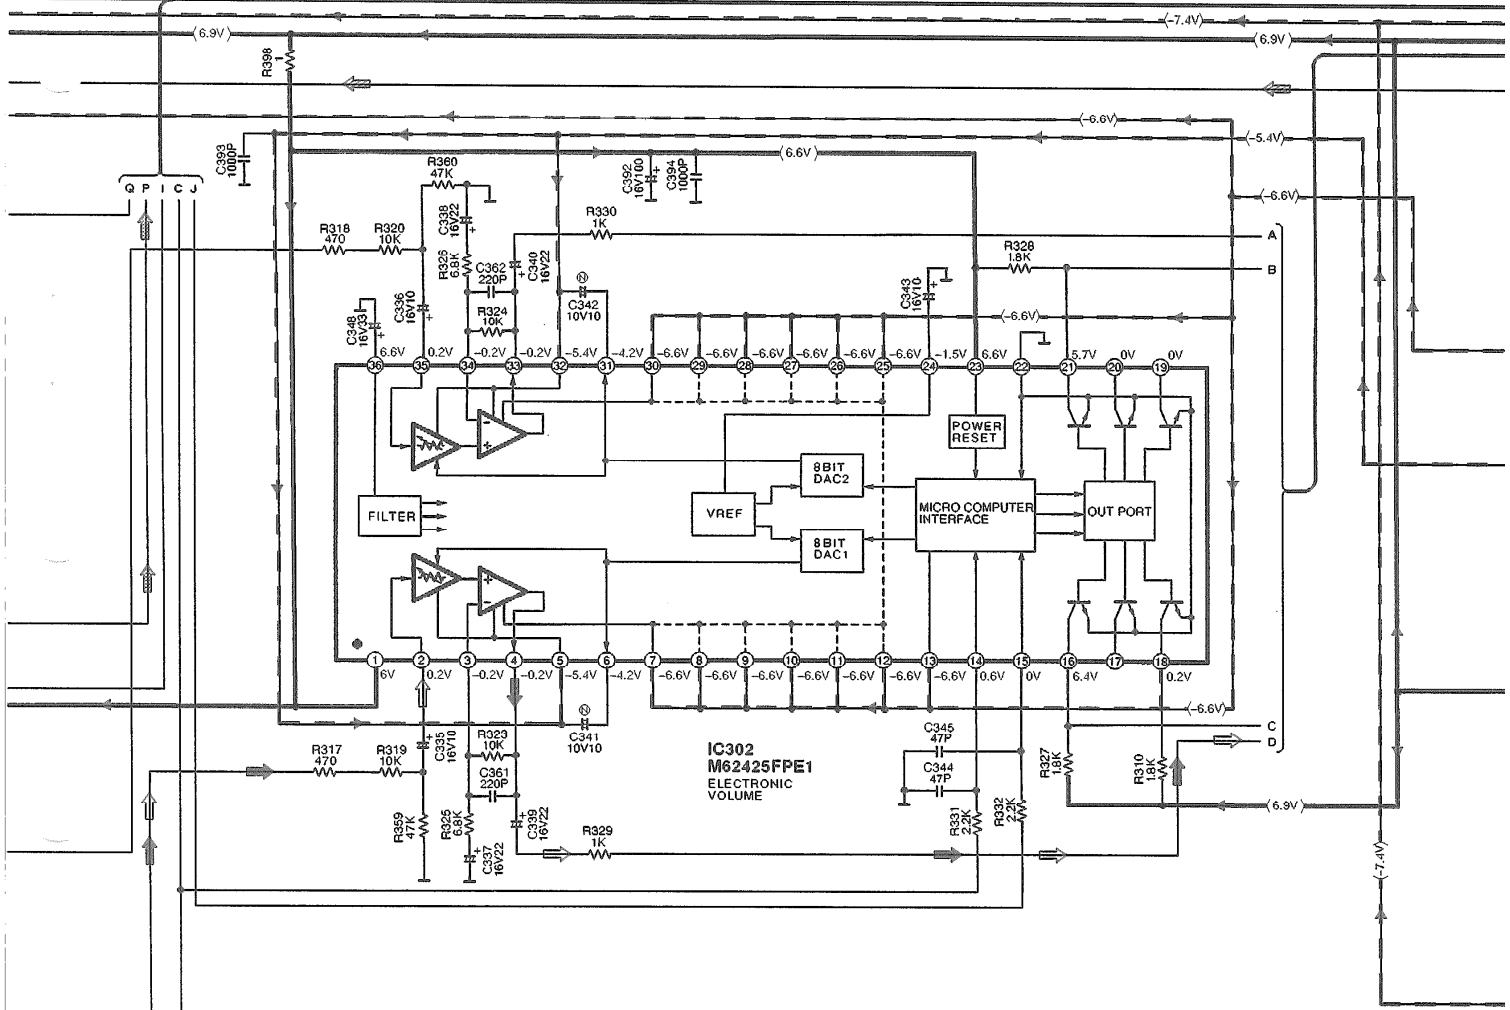 (-7.4V)
(6.9V)
(6.9V)
R398
1
(-6.6V)
(-5.4V)
C393
1000P
(6.6V)
R360
47K
C392
16V100
C394
1000P
Q P I C J
(-6.6V)
C338
16V22
R330
1K
R318
470
R320
10K
A
R326
6.8K
C362
220P
C340
16V22
R328
1.8K
B
C336
16V10
N
C342
10V10
C343
16V10
C348
16V33
R324
10K
(-6.6V)
6.6V
0.2V
-0.2V
-0.2V
-5.4V
-4.2V
-6.6V
-6.6V
-6.6V
-6.6V
-6.6V
-6.6V
-1.5V
6.6V
5.7V
0V
0V
36 35 34 33 32 31 30 29 28 27 26 25 24 23 22 21 20 19
POWER
RESET
8BIT
DAC2
FILTER
VREF
MICRO COMPUTER
INTERFACE
OUT PORT
8BIT
DAC1
1 2 3 4 5 6 7 8 9 10 11 12 13 14 15 16 17 18
6V
0.2V
-0.2V
-0.2V
-5.4V
-4.2V
-6.6V
-6.6V
-6.6V
-6.6V
-6.6V
-6.6V
-6.6V
0.6V
0V
6.4V
0.2V
(-6.6V)
N
C341
10V10
C
D
R317
470
R319
10K
C335
16V10
R323
10K
C361
220P
IC302
M62425FPE1
ELECTRONIC
VOLUME
C345
47P
C344
47P
R327
1.8K
R310
1.8K
(6.9V)
R359
47K
R325
6.8K
C337
16V22
C339
16V22
R329
1K
R331
2.2K
R332
2.2K
(-7.4V)